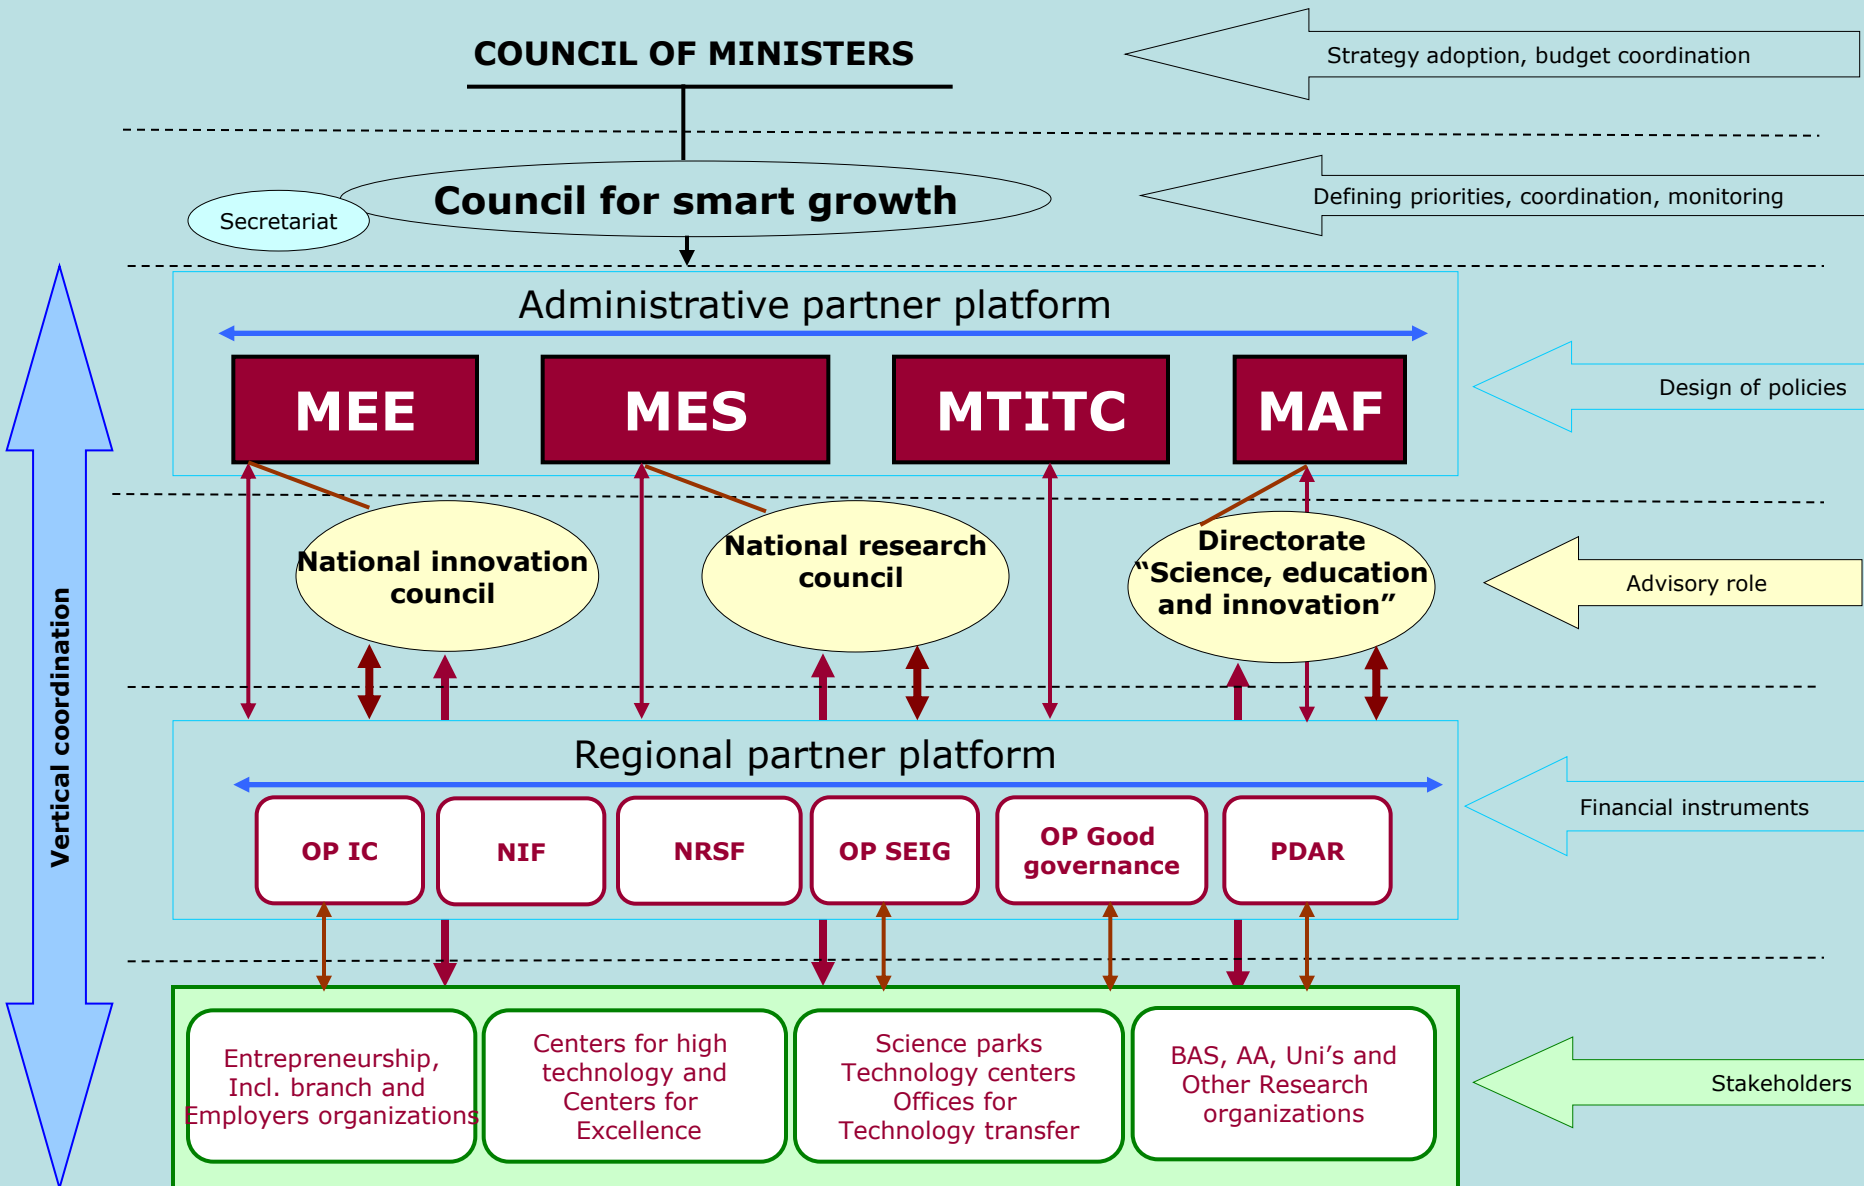 COUNCIL OF MINISTERS
Strategy adoption, budget coordination
Council for smart growth
Secretariat
Defining priorities, coordination, monitoring
Administrative partner platform
MEE
MES
MTITC
MAF
Design of policies
National innovation
council
National research
council
Directorate
“Science, education
and innovation”
Advisory role
Vertical coordination
Regional partner platform
OP IC
NIF
NRSF
OP SEIG
OP Good
governance
PDAR
Financial instruments
Entrepreneurship,
Incl. branch and
Employers organizations
Centers for high
technology and
Centers for
Excellence
Science parks
Technology centers
Offices for
Technology transfer
BAS, AA, Uni’s and
Other Research
organizations
Stakeholders